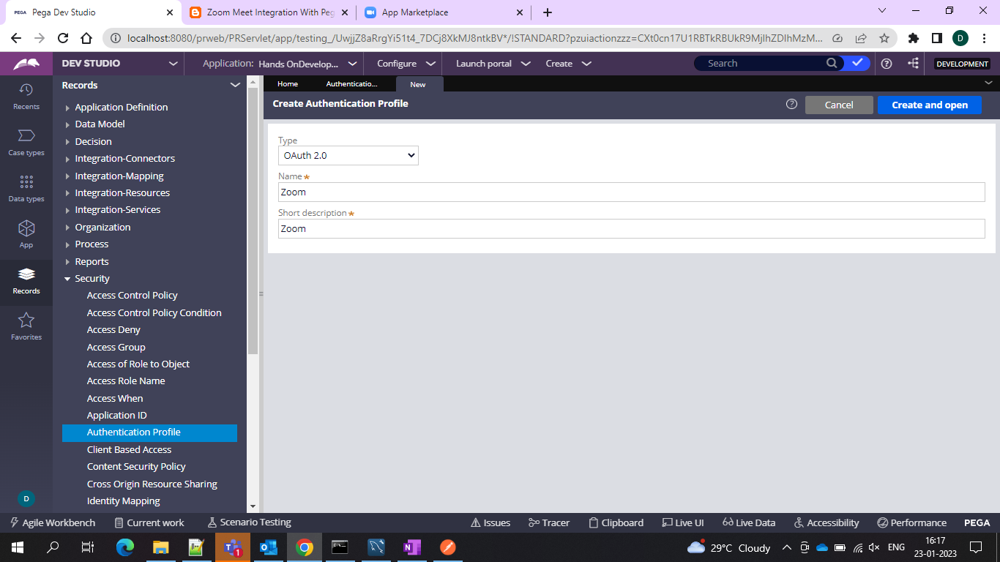 PEGA Pega Dev Studio
Zoom Meet Integration With Peg
App Marketplace
localhost:8080/prweb/PRServlet/app/testing_/UwjjZ8aRrgYi51t4_7DCj8XkMJ8ntkBV*/!STANDARD?pzuiactionzzz=CXt0cn17U1RBTkRBUkR9MjlhZDlhMzM...
D
DEV STUDIO
Application: Hands OnDevelop...
Configure
Launch portal
Create
Search
DEVELOPMENT
Recents
Case types
Data types
App
Records
Favorites
D
Records
Application Definition
Data Model
Decision
Integration-Connectors
Integration-Mapping
Integration-Resources
Integration-Services
Organization
Process
Reports
Security
Access Control Policy
Access Control Policy Condition
Access Deny
Access Group
Access of Role to Object
Access Role Name
Access When
Application ID
Authentication Profile
Client Based Access
Content Security Policy
Cross Origin Resource Sharing
Identity Mapping
Home
Authenticatio...
New
Create Authentication Profile
Cancel
Create and open
Type
OAuth 2.0
Name
Zoom
Short description
Zoom
Agile Workbench
Current work
Scenario Testing
Issues
Tracer
Clipboard
Live UI
Live Data
Accessibility
Performance
PEGA
1
29°C Cloudy
ENG
16:17
23-01-2023